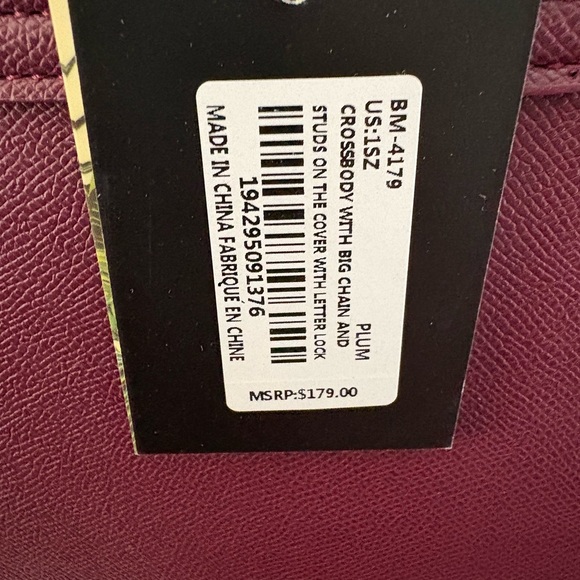 BM-4179
US:1SZ
PLUM
CROSSBODY WITH BIG CHAIN AND
STUDS ON THE COVER WITH LETTER LOCK
194295091376
MADE IN CHINA FABRIQUÉ EN CHINE
MSRP:$179.00